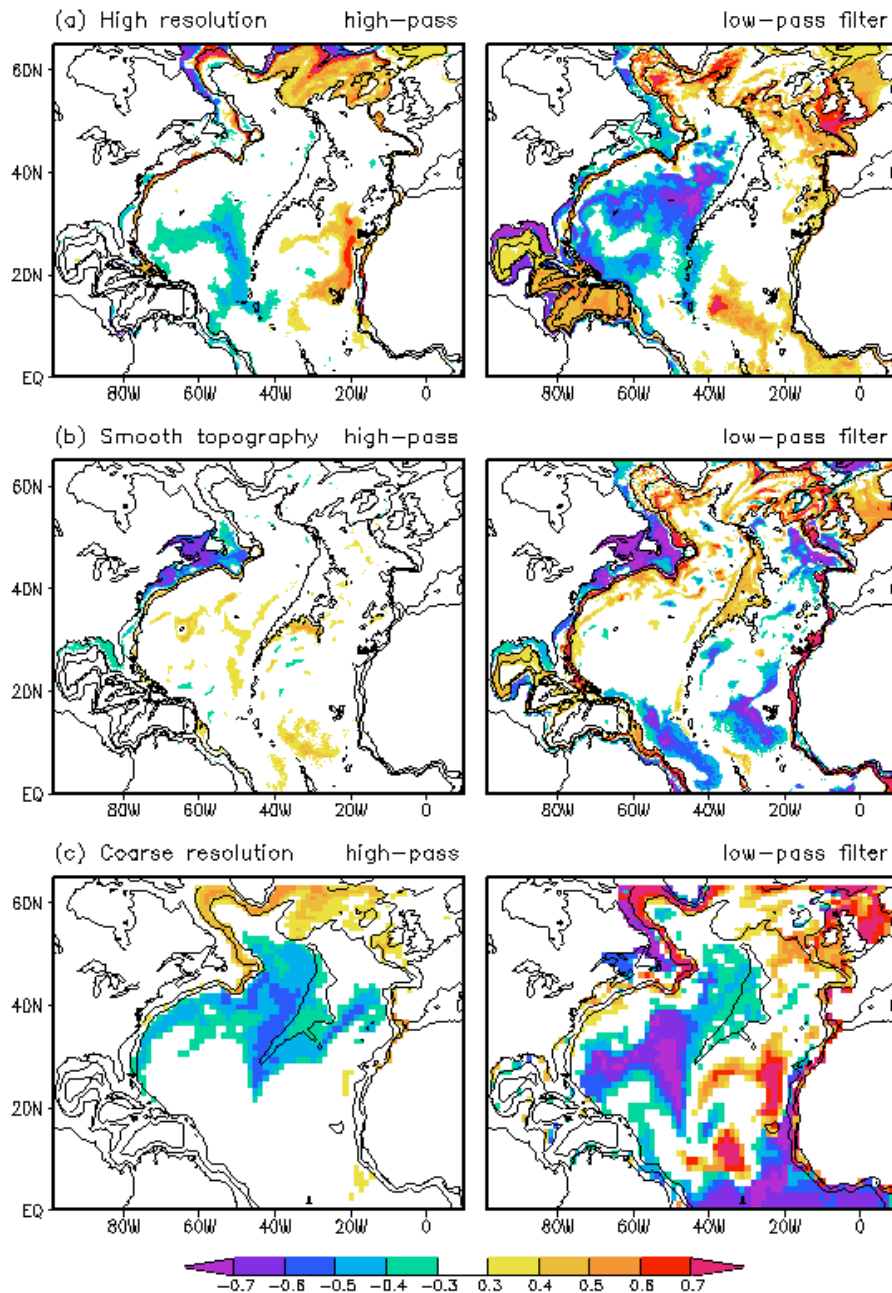 (a) High resolution high-pass low-pass filter
60N
40N
20N
EQ
80W 60W 40W 20W 0 80W 60W 40W 20W 0
(b) Smooth topography high-pass low-pass filter
60N
40N
20N
EQ
80W 60W 40W 20W 0 80W 60W 40W 20W 0
(c) Coarse resolution high-pass low-pass filter
60N
40N
20N
EQ
80W 60W 40W 20W 0 80W 60W 40W 20W 0
-0.7 -0.6 -0.5 -0.4 -0.3 0.3 0.4 0.5 0.6 0.7